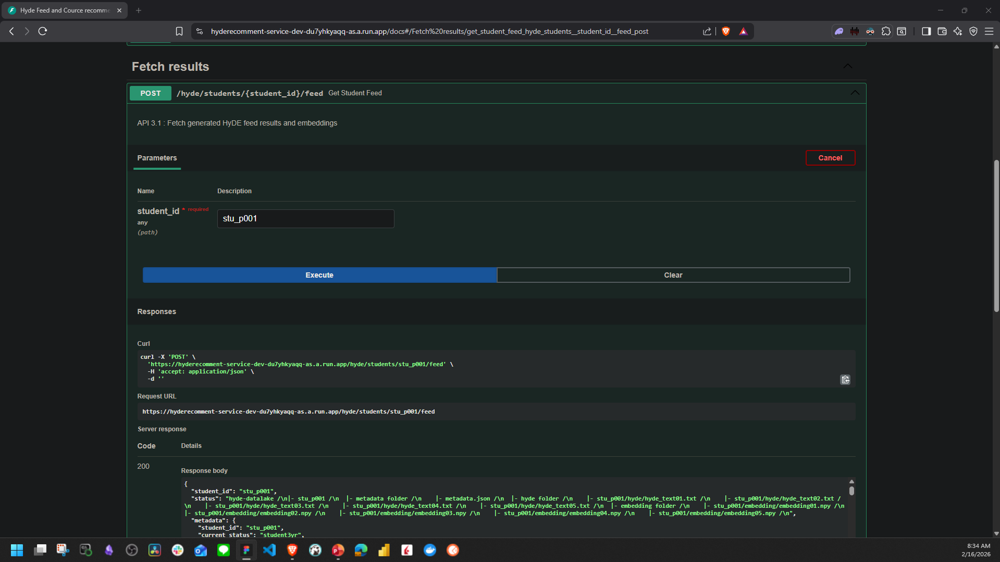 Hyde Feed and Cource recomme
hyderecomment-service-dev-du7yhkyaqq-as.a.run.app/docs#/Fetch%20results/get_student_feed_hyde_students__student_id__feed_post
Fetch results
POST /hyde/students/{student_id}/feed Get Student Feed
API 3.1 : Fetch generated HyDE feed results and embeddings
Parameters
Cancel
Name Description
student_id * required
any
(path)
stu_p001
Execute Clear
Responses
Curl
curl -X 'POST' \
'https://hyderecomment-service-dev-du7yhkyaqq-as.a.run.app/hyde/students/stu_p001/feed' \
-H 'accept: application/json' \
-d ''
Request URL
https://hyderecomment-service-dev-du7yhkyaqq-as.a.run.app/hyde/students/stu_p001/feed
Server response
Code Details
200
Response body
{
"student_id": "stu_p001",
"status": "hyde-datalake /\n|- stu_p001 /\n |- metadata folder /\n |- metadata.json /\n |- hyde folder /\n |- stu_p001/hyde/hyde_text01.txt /\n |- stu_p001/hyde/hyde_text02.txt /
\n |- stu_p001/hyde/hyde_text03.txt /\n |- stu_p001/hyde/hyde_text04.txt /\n |- stu_p001/hyde/hyde_text05.txt /\n |- embedding folder /\n |- stu_p001/embedding/embedding01.npy /\n
|- stu_p001/embedding/embedding02.npy /\n |- stu_p001/embedding/embedding03.npy /\n |- stu_p001/embedding/embedding04.npy /\n |- stu_p001/embedding/embedding05.npy /\n",
"metadata": {
"student_id": "stu_p001",
"current_status": "student3yr",
8:34 AM
2/16/2026